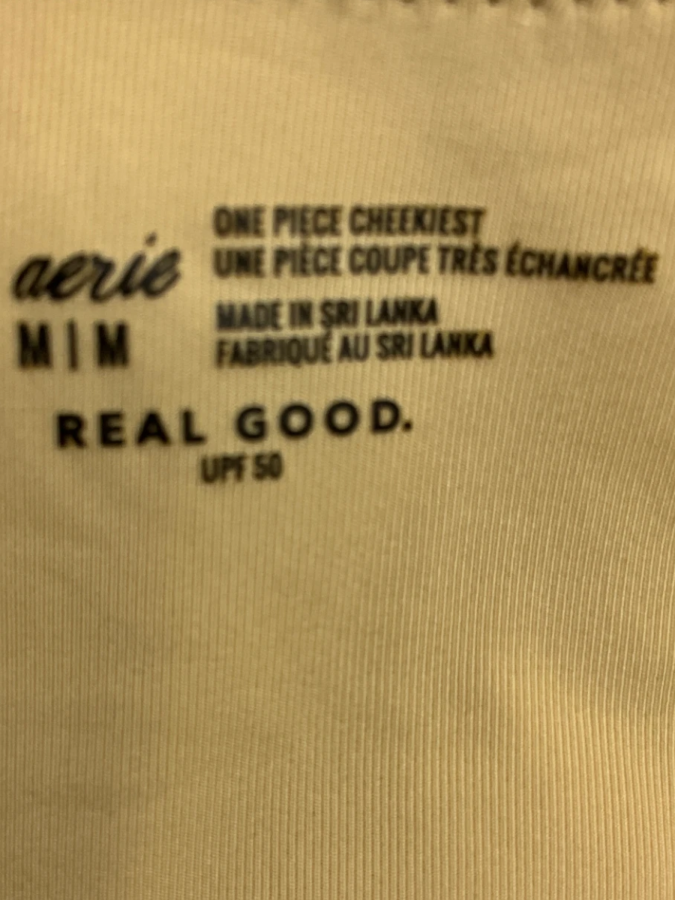 aerie
M | M
ONE PIECE CHEEKIEST
UNE PIÈCE COUPE TRÈS ÉCHANCRÉE
MADE IN SRI LANKA
FABRIQUÉ AU SRI LANKA
REAL GOOD.
UPF 50